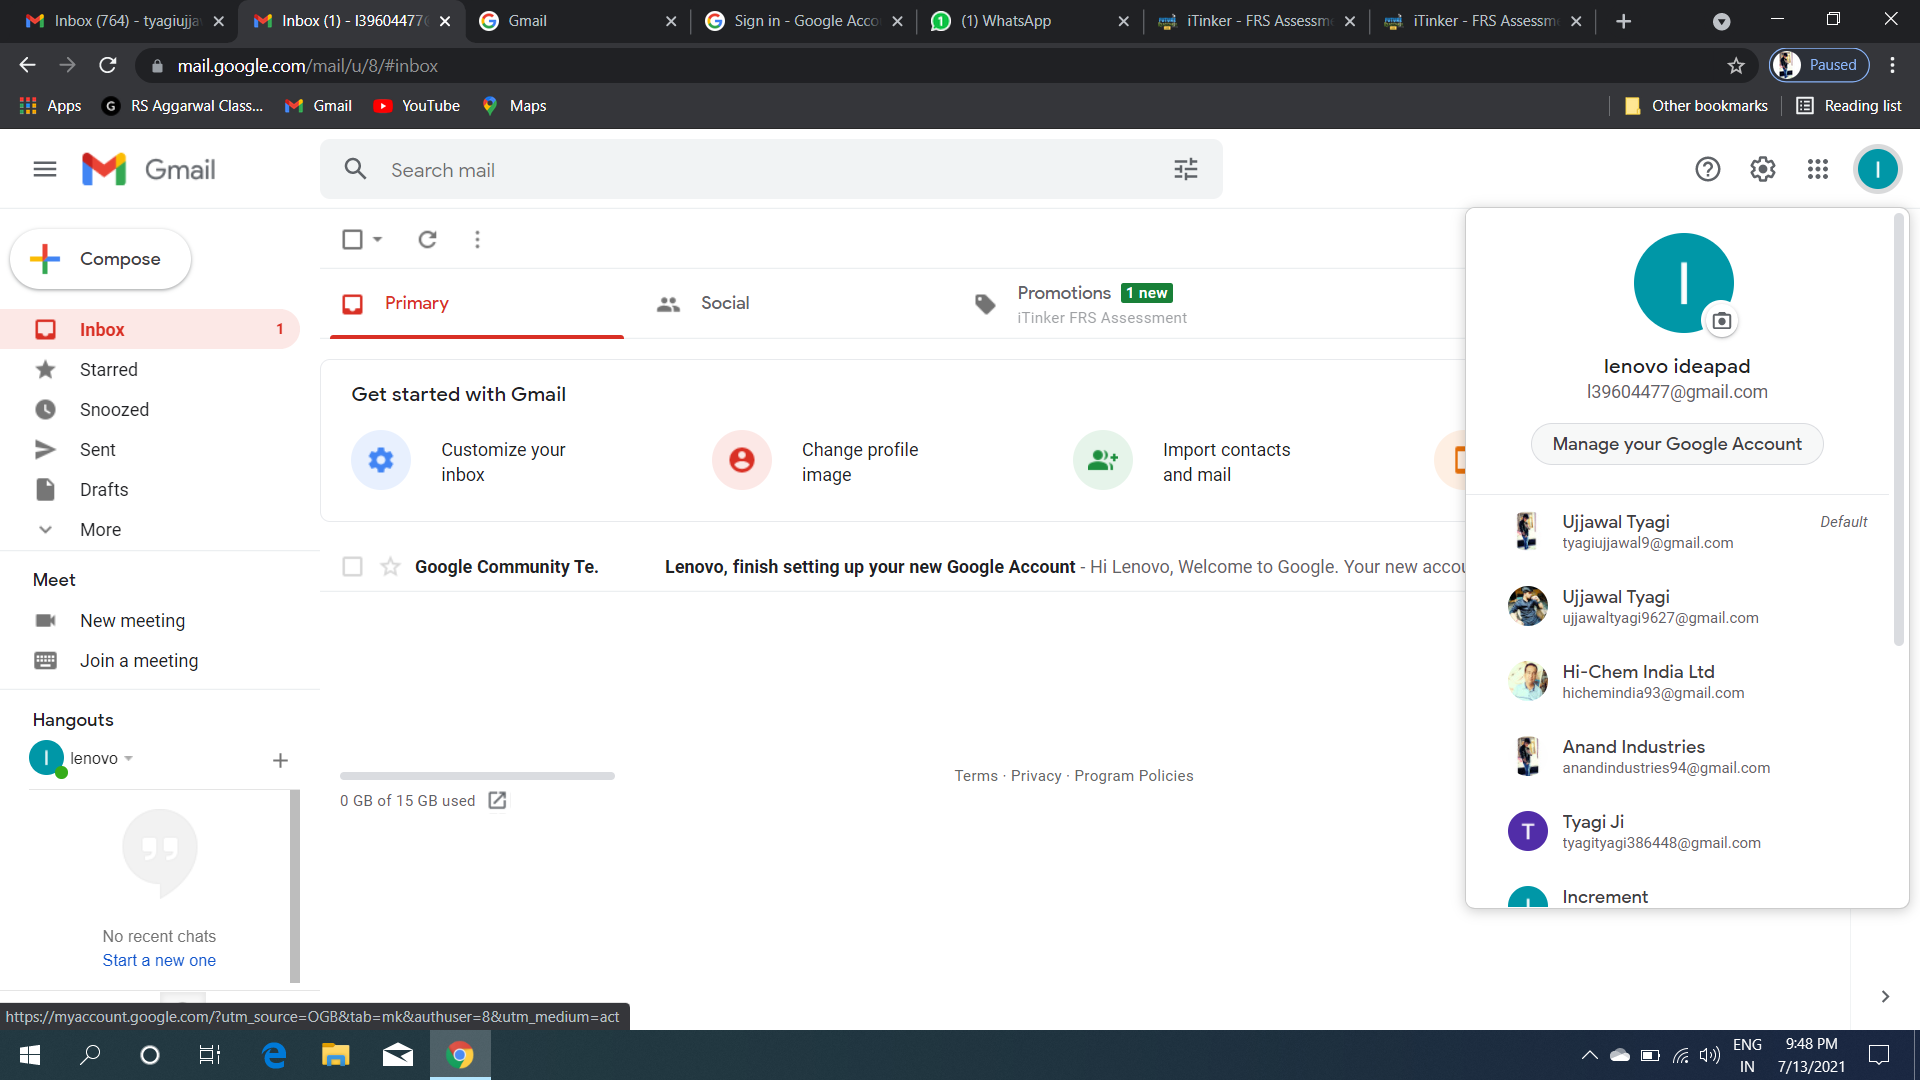 Inbox (764) - tyagiujja
Inbox (1) - l39604477
Gmail
Sign in - Google Acco
(1) WhatsApp
iTinker - FRS Assessm
iTinker - FRS Assessm
mail.google.com/mail/u/8/#inbox
Paused
Apps
RS Aggarwal Class...
Gmail
YouTube
Maps
Other bookmarks
Reading list
Gmail
Search mail
Compose
Inbox 1
Starred
Snoozed
Sent
Drafts
More
Meet
New meeting
Join a meeting
Hangouts
lenovo
No recent chats
Start a new one
Primary
Social
Promotions 1 new
iTinker FRS Assessment
Get started with Gmail
Customize your
inbox
Change profile
image
Import contacts
and mail
Google Community Te. Lenovo, finish setting up your new Google Account - Hi Lenovo, Welcome to Google. Your new accou
0 GB of 15 GB used
Terms · Privacy · Program Policies
lenovo ideapad
l39604477@gmail.com
Manage your Google Account
Ujjawal Tyagi Default
tyagiujjawal9@gmail.com
Ujjawal Tyagi
ujjawaltyagi9627@gmail.com
Hi-Chem India Ltd
hichemindia93@gmail.com
Anand Industries
anandindustries94@gmail.com
T
Tyagi Ji
tyagityagi386448@gmail.com
Increment
https://myaccount.google.com/?utm_source=OGB&tab=mk&authuser=8&utm_medium=act
ENG
IN
9:48 PM
7/13/2021